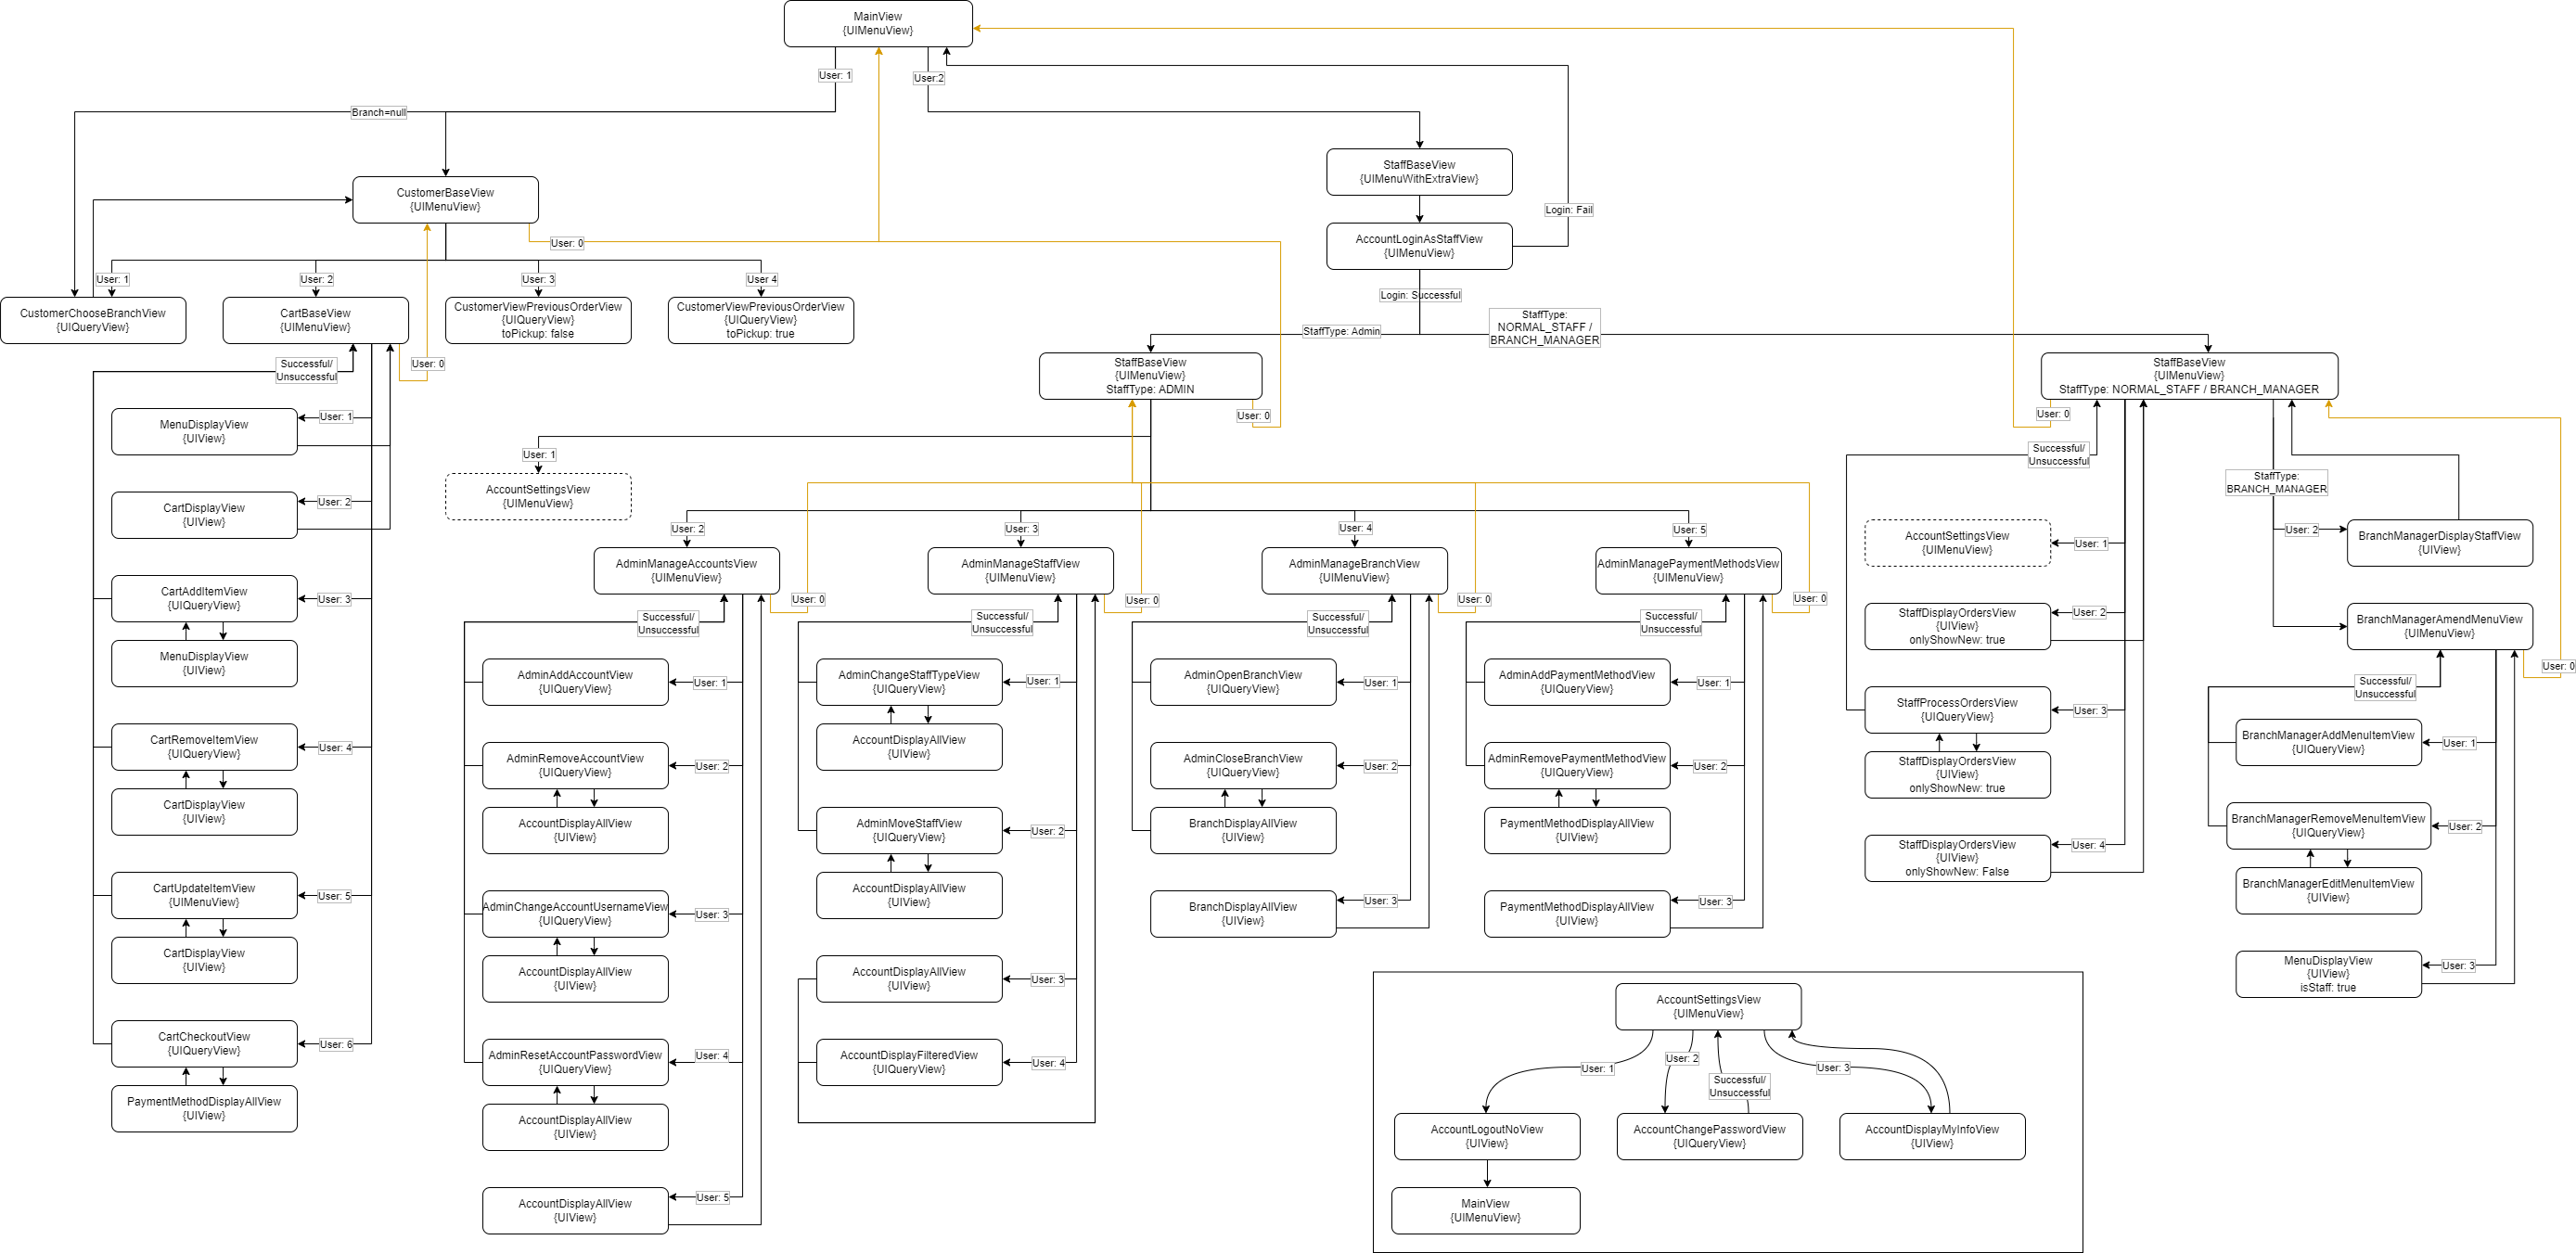 MainView
{UIMenuView}
User: 1
User:2
Branch=null
StaffBaseView
{UIMenuWithExtraView}
CustomerBaseView
{UIMenuView}
Login: Fail
AccountLoginAsStaffView
{UIMenuView}
User: 0
User: 1
User: 2
User: 3
User 4
Login: Successful
CustomerChooseBranchView
{UIQueryView}
CartBaseView
{UIMenuView}
CustomerViewPreviousOrderView
{UIQueryView}
toPickup: false
CustomerViewPreviousOrderView
{UIQueryView}
toPickup: true
StaffType: Admin
StaffType:
NORMAL_STAFF /
BRANCH_MANAGER
Successful/
Unsuccessful
User: 0
StaffBaseView
{UIMenuView}
StaffType: ADMIN
User: 0
StaffBaseView
{UIMenuView}
StaffType: NORMAL_STAFF / BRANCH_MANAGER
User: 0
MenuDisplayView
{UIView}
User: 1
CartDisplayView
{UIView}
User: 2
CartAddItemView
{UIQueryView}
User: 3
MenuDisplayView
{UIView}
CartRemoveItemView
{UIQueryView}
User: 4
CartDisplayView
{UIView}
CartUpdateItemView
{UIMenuView}
User: 5
CartDisplayView
{UIView}
CartCheckoutView
{UIQueryView}
User: 6
PaymentMethodDisplayAllView
{UIView}
User: 1
AccountSettingsView
{UIMenuView}
User: 2
User: 3
User: 4
User: 5
AdminManageAccountsView
{UIMenuView}
User: 0
Successful/
Unsuccessful
AdminAddAccountView
{UIQueryView}
User: 1
AdminRemoveAccountView
{UIQueryView}
User: 2
AccountDisplayAllView
{UIView}
AdminChangeAccountUsernameView
{UIQueryView}
User: 3
AccountDisplayAllView
{UIView}
AdminResetAccountPasswordView
{UIQueryView}
User: 4
AccountDisplayAllView
{UIView}
AccountDisplayAllView
{UIView}
User: 5
AdminManageStaffView
{UIMenuView}
User: 0
Successful/
Unsuccessful
AdminChangeStaffTypeView
{UIQueryView}
User: 1
AccountDisplayAllView
{UIView}
AdminMoveStaffView
{UIQueryView}
User: 2
AccountDisplayAllView
{UIView}
AccountDisplayAllView
{UIView}
User: 3
AccountDisplayFilteredView
{UIQueryView}
User: 4
AdminManageBranchView
{UIMenuView}
User: 0
Successful/
Unsuccessful
AdminOpenBranchView
{UIQueryView}
User: 1
AdminCloseBranchView
{UIQueryView}
User: 2
BranchDisplayAllView
{UIView}
BranchDisplayAllView
{UIView}
User: 3
AdminManagePaymentMethodsView
{UIMenuView}
User: 0
Successful/
Unsuccessful
AdminAddPaymentMethodView
{UIQueryView}
User: 1
AdminRemovePaymentMethodView
{UIQueryView}
User: 2
PaymentMethodDisplayAllView
{UIView}
PaymentMethodDisplayAllView
{UIView}
User: 3
Successful/
Unsuccessful
AccountSettingsView
{UIMenuView}
User: 1
StaffDisplayOrdersView
{UIView}
onlyShowNew: true
User: 2
StaffProcessOrdersView
{UIQueryView}
User: 3
StaffDisplayOrdersView
{UIView}
onlyShowNew: true
StaffDisplayOrdersView
{UIView}
onlyShowNew: False
User: 4
StaffType:
BRANCH_MANAGER
User: 2
BranchManagerDisplayStaffView
{UIView}
BranchManagerAmendMenuView
{UIMenuView}
User: 0
Successful/
Unsuccessful
BranchManagerAddMenuItemView
{UIQueryView}
User: 1
BranchManagerRemoveMenuItemView
{UIQueryView}
User: 2
BranchManagerEditMenuItemView
{UIView}
MenuDisplayView
{UIView}
isStaff: true
User: 3
AccountSettingsView
{UIMenuView}
User: 1
User: 2
User: 3
Successful/
Unsuccessful
AccountLogoutNoView
{UIView}
AccountChangePasswordView
{UIQueryView}
AccountDisplayMyInfoView
{UIView}
MainView
{UIMenuView}